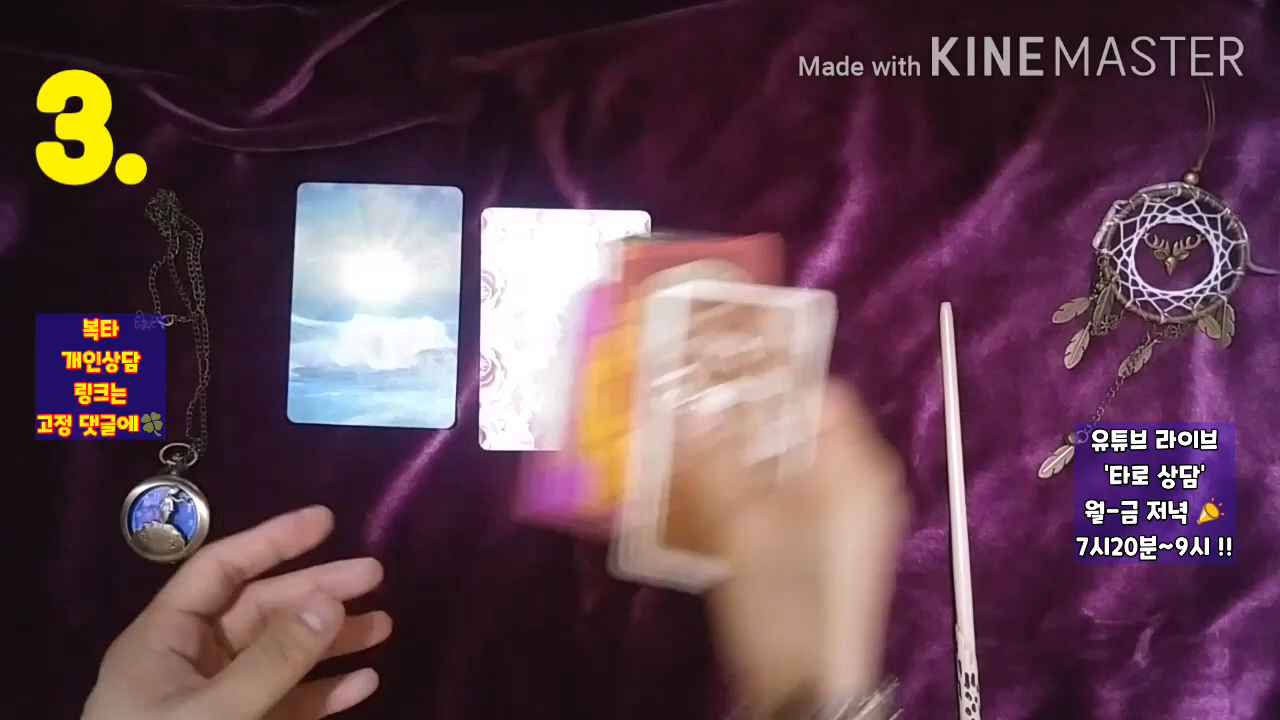 Made with KINEMASTER
3.
복타
개인상담
링크는
고정 댓글에🍀
유튜브 라이브
'타로 상담'
월-금 저녁 📣
7시20분~9시 !!